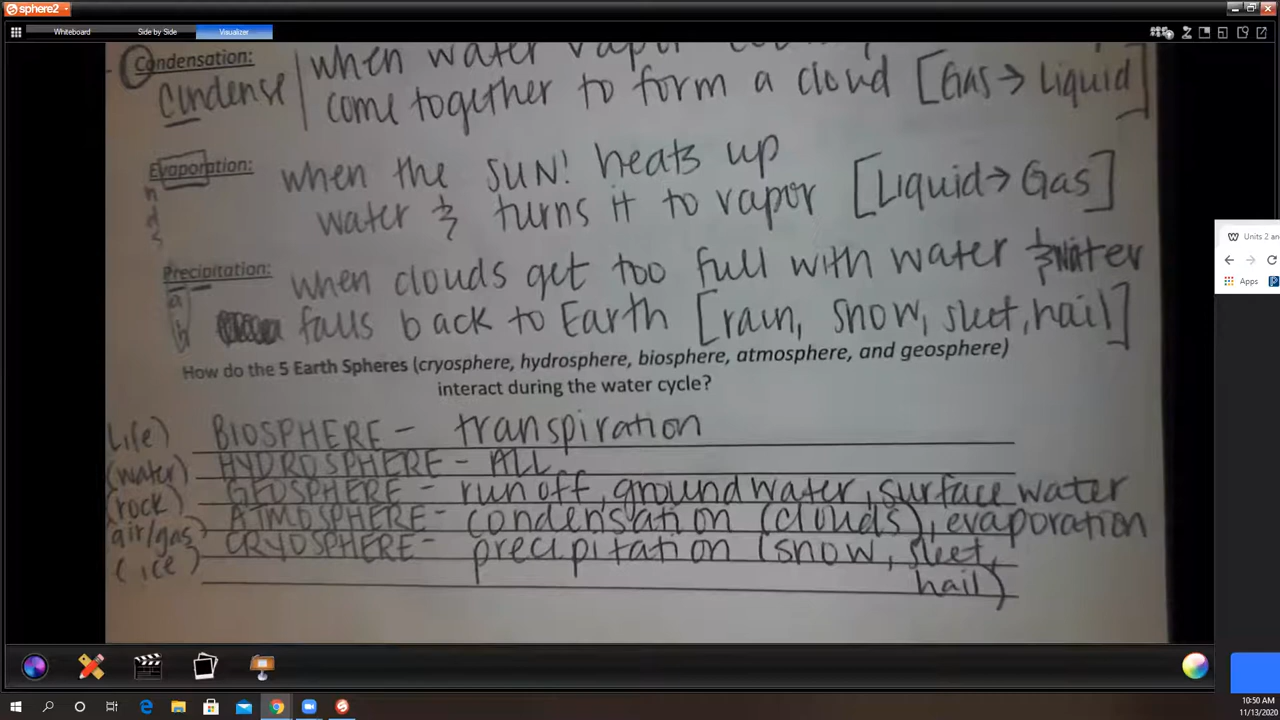 sphere2
Whiteboard Side by Side Visualizer
Condensation: when water vapor
Condense come together to form a cloud [Gas → Liquid]
Evaporation: when the SUN! heats up
water & turns it to vapor [Liquid → Gas]
Precipitation: when clouds get too full with water & water
falls back to Earth [rain, snow, sleet, hail]
How do the 5 Earth Spheres (cryosphere, hydrosphere, biosphere, atmosphere, and geosphere)
interact during the water cycle?
(Life) BIOSPHERE - transpiration
(water) HYDROSPHERE - ALL
(rock) GEOSPHERE - run off, groundwater, surface water
air/gas) ATMOSPHERE - condensation (clouds), evaporation
(ice) CRYOSPHERE - precipitation (snow, sleet,
hail)
Units 2 an
Apps
10:50 AM
11/13/2020